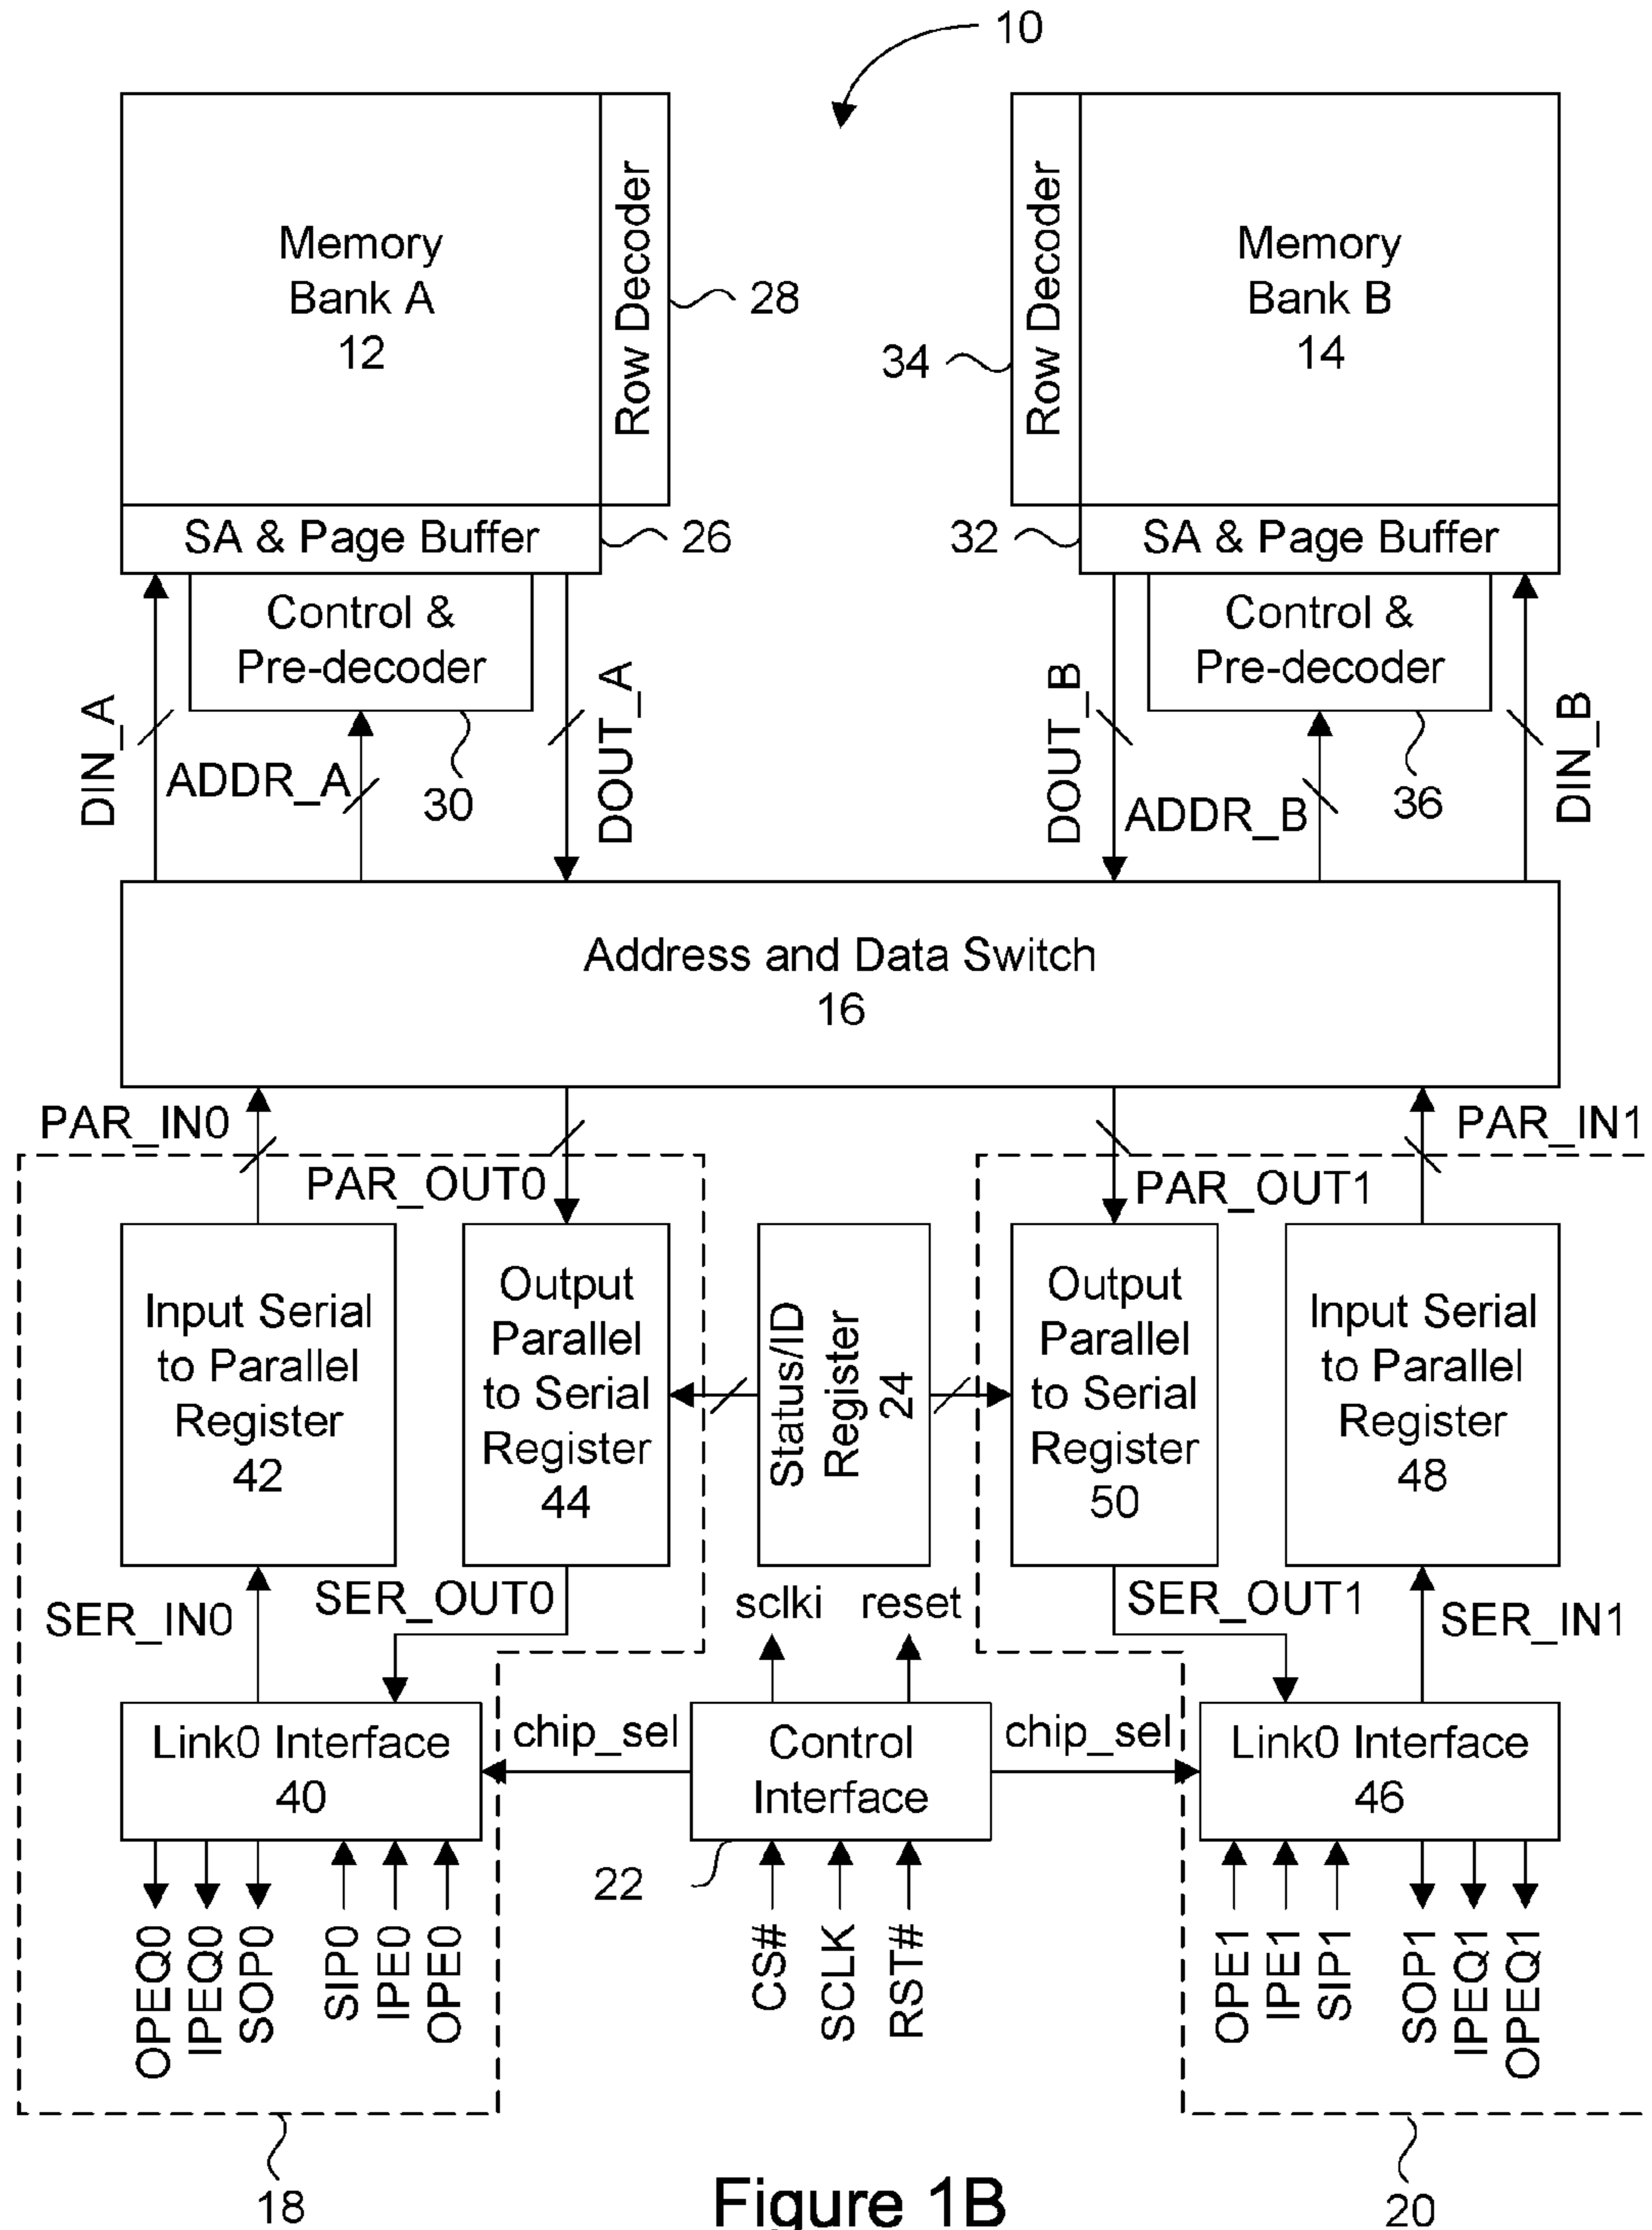 10
Memory
Bank A
12
Row Decoder
28
34
Row Decoder
Memory
Bank B
14
SA & Page Buffer
26
32
SA & Page Buffer
Control &
Pre-decoder
30
Control &
Pre-decoder
36
DIN_A
ADDR_A
DOUT_A
DOUT_B
ADDR_B
DIN_B
Address and Data Switch
16
PAR_IN0
PAR_OUT0
PAR_OUT1
PAR_IN1
Input Serial
to Parallel
Register
42
Output
Parallel
to Serial
Register
44
Status/ID
Register
24
Output
Parallel
to Serial
Register
50
Input Serial
to Parallel
Register
48
SER_IN0
SER_OUT0
sclki
reset
SER_OUT1
SER_IN1
Link0 Interface
40
chip_sel
Control
Interface
22
chip_sel
Link0 Interface
46
OPEQ0
IPEQ0
SOP0
SIP0
IPE0
OPE0
CS#
SCLK
RST#
OPE1
IPE1
SIP1
SOP1
IPEQ1
OPEQ1
18
20
Figure 1B